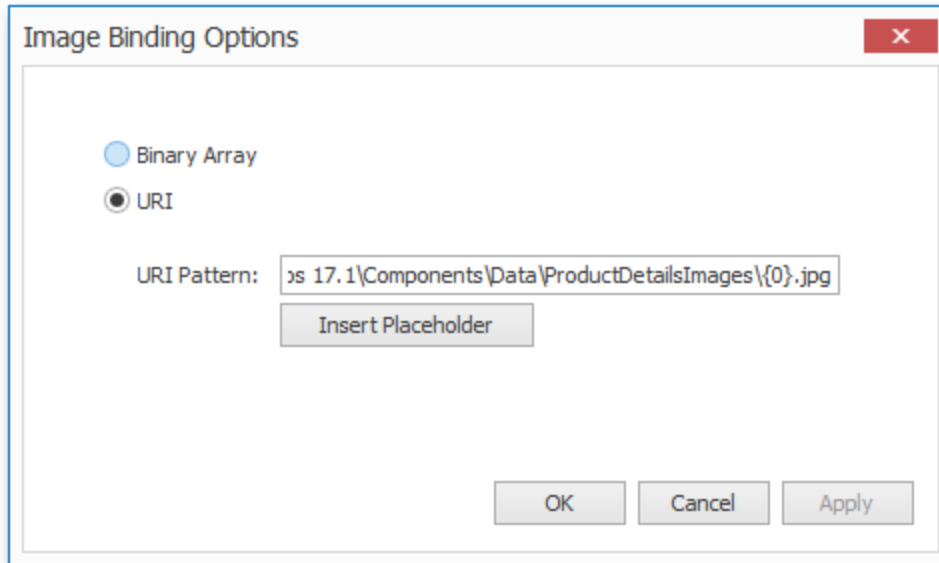 Image Binding Options
Binary Array
URI
URI Pattern: os 17.1\Components\Data\ProductDetailsImages\{0}.jpg
Insert Placeholder
OK Cancel Apply